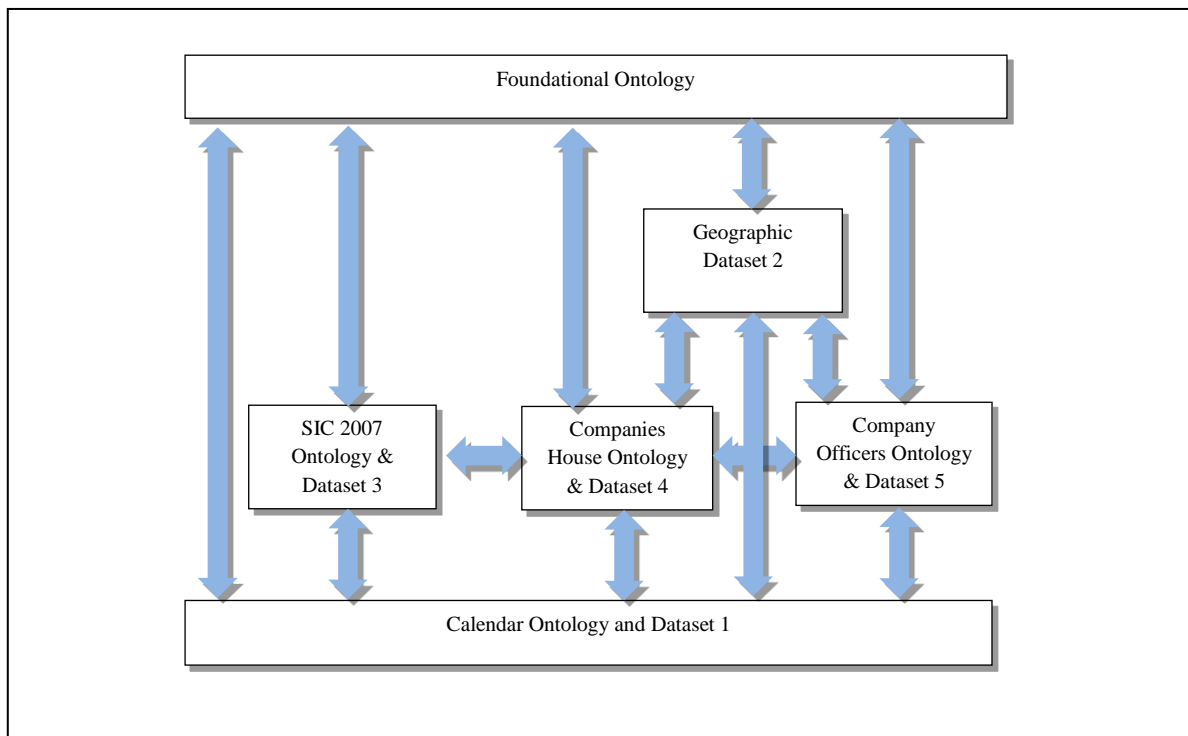 Foundational Ontology
Geographic
Dataset 2
SIC 2007
Ontology &
Dataset 3
Companies
House Ontology
& Dataset 4
Company
Officers Ontology
& Dataset 5
Calendar Ontology and Dataset 1